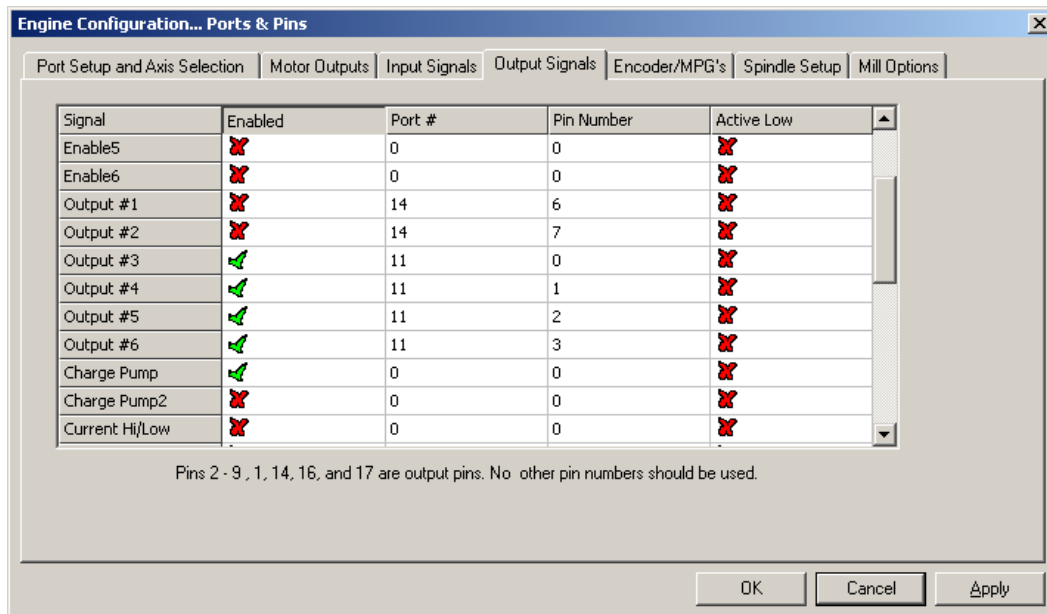 Engine Configuration... Ports & Pins
Port Setup and Axis Selection Motor Outputs Input Signals Output Signals Encoder/MPG's Spindle Setup Mill Options
Signal Enabled Port # Pin Number Active Low
Enable5 0 0
Enable6 0 0
Output #1 14 6
Output #2 14 7
Output #3 11 0
Output #4 11 1
Output #5 11 2
Output #6 11 3
Charge Pump 0 0
Charge Pump2 0 0
Current Hi/Low 0 0
Pins 2 - 9 , 1, 14, 16, and 17 are output pins. No other pin numbers should be used.
OK Cancel Apply